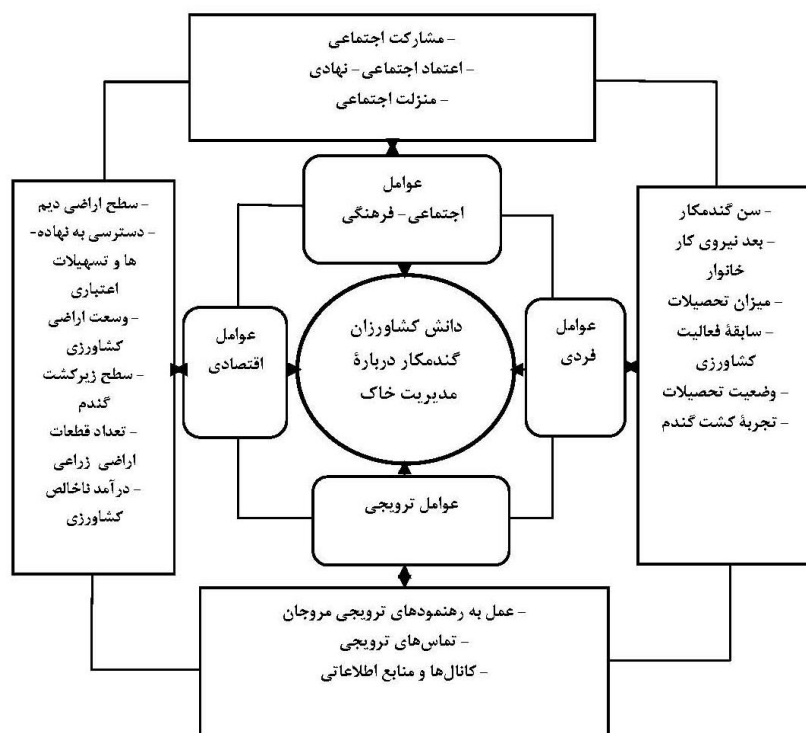 – مشارکت اجتماعی
– اعتماد اجتماعی- نهادی
– منزلت اجتماعی
عوامل
اجتماعی- فرهنگی
– سن گندمکار
– بعد نیروی کار
خانوار
– میزان تحصیلات
– سابقۀ فعالیت
کشاورزی
– وضعیت تحصیلات
– تجربۀ کشت گندم
عوامل
فردی
دانش کشاورزان
گندمکار دربارۀ
مدیریت خاک
عوامل
اقتصادی
– سطح اراضی دیم
– دسترسی به نهاده-
ها و تسهیلات
اعتباری
– وسعت اراضی
کشاورزی
– سطح زیرکشت
گندم
– تعداد قطعات
اراضی زراعی
– درآمد ناخالص
کشاورزی
عوامل ترویجی
– عمل به رهنمودهای ترویجی مروجان
– تماس‌های ترویجی
– کانال‌ها و منابع اطلاعاتی